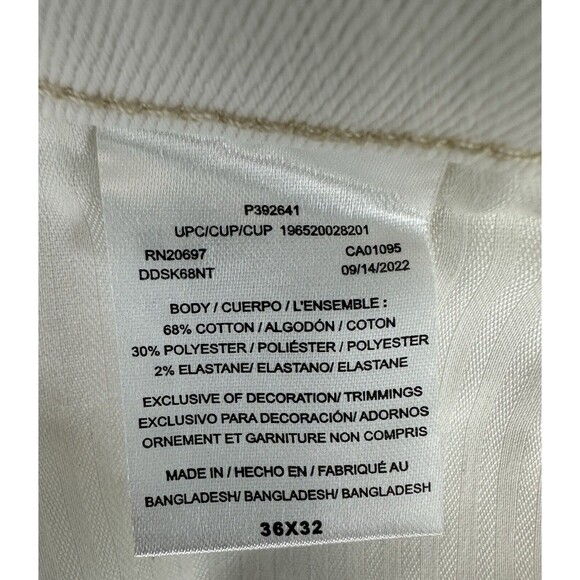 P392641
UPC/CUP/CUP 196520028201
RN20697 CA01095
DDSK68NT 09/14/2022
BODY / CUERPO / L'ENSEMBLE :
68% COTTON / ALGODÓN / COTON
30% POLYESTER / POLIÉSTER / POLYESTER
2% ELASTANE/ ELASTANO/ ELASTANE
EXCLUSIVE OF DECORATION/ TRIMMINGS
EXCLUSIVO PARA DECORACIÓN/ ADORNOS
ORNEMENT ET GARNITURE NON COMPRIS
MADE IN / HECHO EN / FABRIQUÉ AU
BANGLADESH/ BANGLADESH/ BANGLADESH
36X32